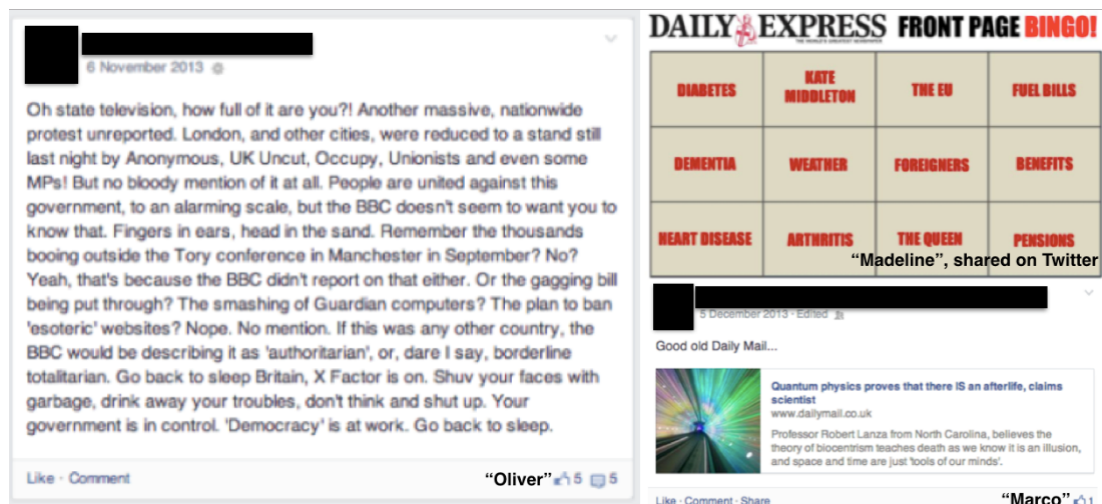 6 November 2013
Oh state television, how full of it are you?! Another massive, nationwide
protest unreported. London, and other cities, were reduced to a stand still
last night by Anonymous, UK Uncut, Occupy, Unionists and even some
MPs! But no bloody mention of it at all. People are united against this
government, to an alarming scale, but the BBC doesn't seem to want you to
know that. Fingers in ears, head in the sand. Remember the thousands
booing outside the Tory conference in Manchester in September? No?
Yeah, that's because the BBC didn't report on that either. Or the gagging bill
being put through? The smashing of Guardian computers? The plan to ban
'esoteric' websites? Nope. No mention. If this was any other country, the
BBC would be describing it as 'authoritarian', or, dare I say, borderline
totalitarian. Go back to sleep Britain, X Factor is on. Shuv your faces with
garbage, drink away your troubles, don't think and shut up. Your
government is in control. 'Democracy' is at work. Go back to sleep.
Like · Comment “Oliver” 5 5
DAILY EXPRESS FRONT PAGE BINGO!
THE WORLD'S GREATEST NEWSPAPER
DIABETES KATE MIDDLETON THE EU FUEL BILLS
DEMENTIA WEATHER FOREIGNERS BENEFITS
HEART DISEASE ARTHRITIS THE QUEEN PENSIONS
“Madeline”, shared on Twitter
5 December 2013 · Edited
Good old Daily Mail...
Quantum physics proves that there IS an afterlife, claims
scientist
www.dailymail.co.uk
Professor Robert Lanza from North Carolina, believes the
theory of biocentrism teaches death as we know it is an illusion,
and space and time are just 'tools of our minds'.
Like · Comment · Share “Marco” 1